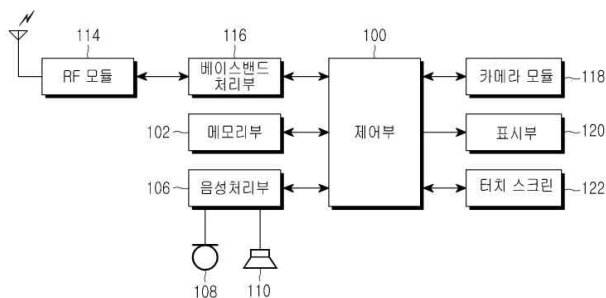 114
116
100
RF 모듈
베이스밴드
처리부
카메라 모듈
118
102
메모리부
제어부
표시부
120
106
음성처리부
터치 스크린
122
108
110